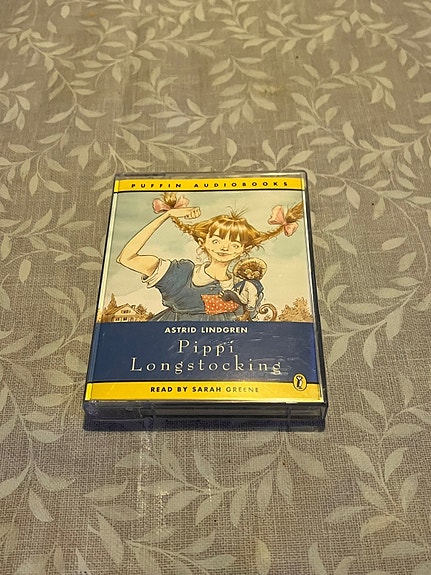 PUFFIN AUDIOBOOKS
ASTRID LINDGREN
Pippi
Longstocking
READ BY SARAH GREENE